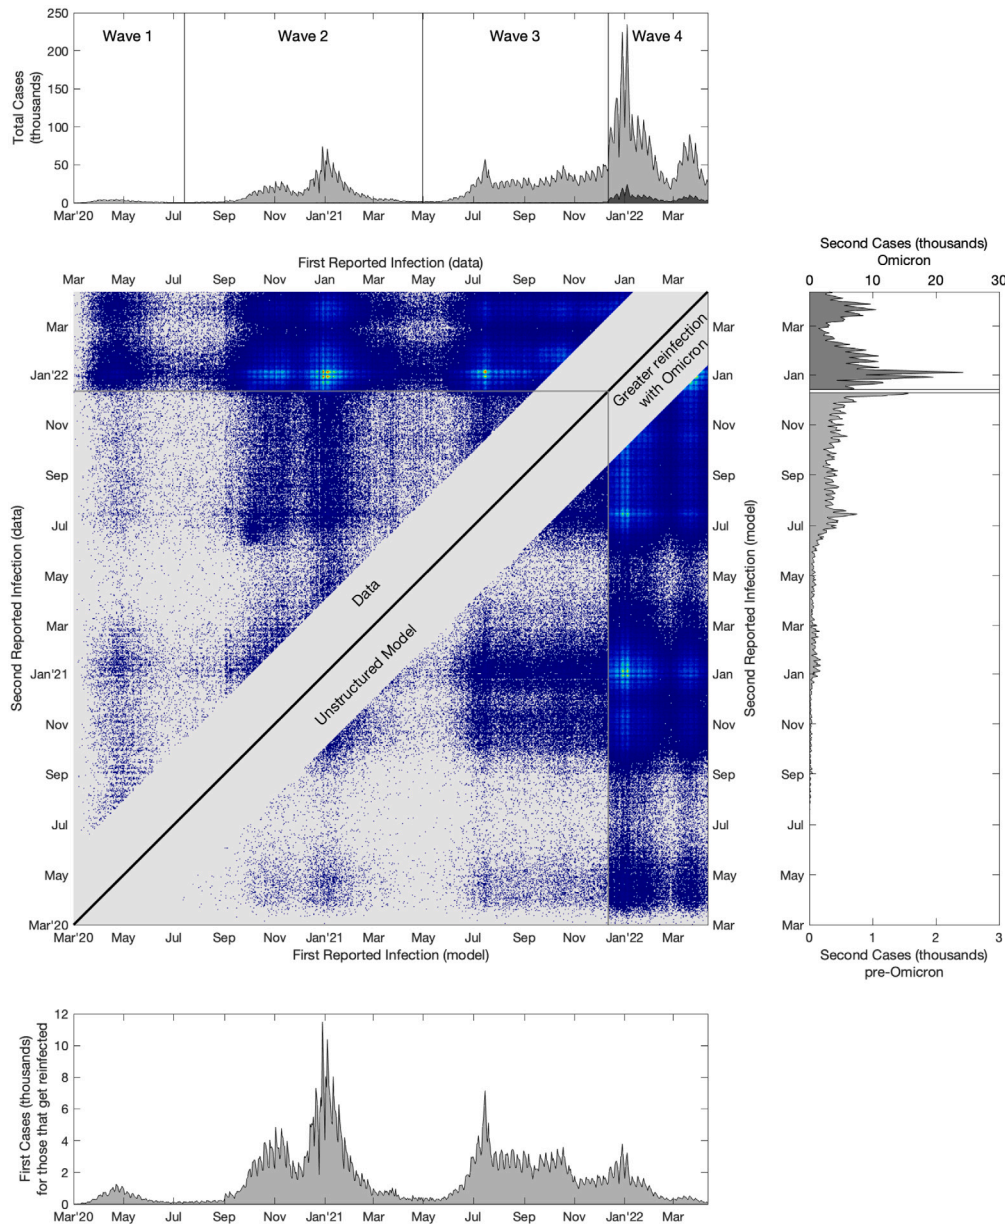 250
200
150
100
50
0
Total Cases
(thousands)
Wave 1
Wave 2
Wave 3
Wave 4
Mar'20 May Jul Sep Nov Jan'21 Mar May Jul Sep Nov Jan'22 Mar
First Reported Infection (data)
Mar May Jul Sep Nov Jan Mar May Jul Sep Nov Jan Mar
Second Reported Infection (data)
Mar
Jan'22
Nov
Sep
Jul
May
Mar
Jan'21
Nov
Sep
Jul
May
Mar'20
Data
Unstructured Model
Greater reinfection
with Omicron
Mar
Jan
Nov
Sep
Jul
May
Mar
Jan
Nov
Sep
Jul
May
Mar
Second Reported Infection (model)
Mar'20 May Jul Sep Nov Jan'21 Mar May Jul Sep Nov Jan'22 Mar
First Reported Infection (model)
Second Cases (thousands)
Omicron
0 10 20 30
Mar
Jan
Nov
Sep
Jul
May
Mar
Jan
Nov
Sep
Jul
May
Mar
0 1 2 3
Second Cases (thousands)
pre-Omicron
12
10
8
6
4
2
0
First Cases (thousands)
for those that get reinfected
Mar'20 May Jul Sep Nov Jan'21 Mar May Jul Sep Nov Jan'22 Mar